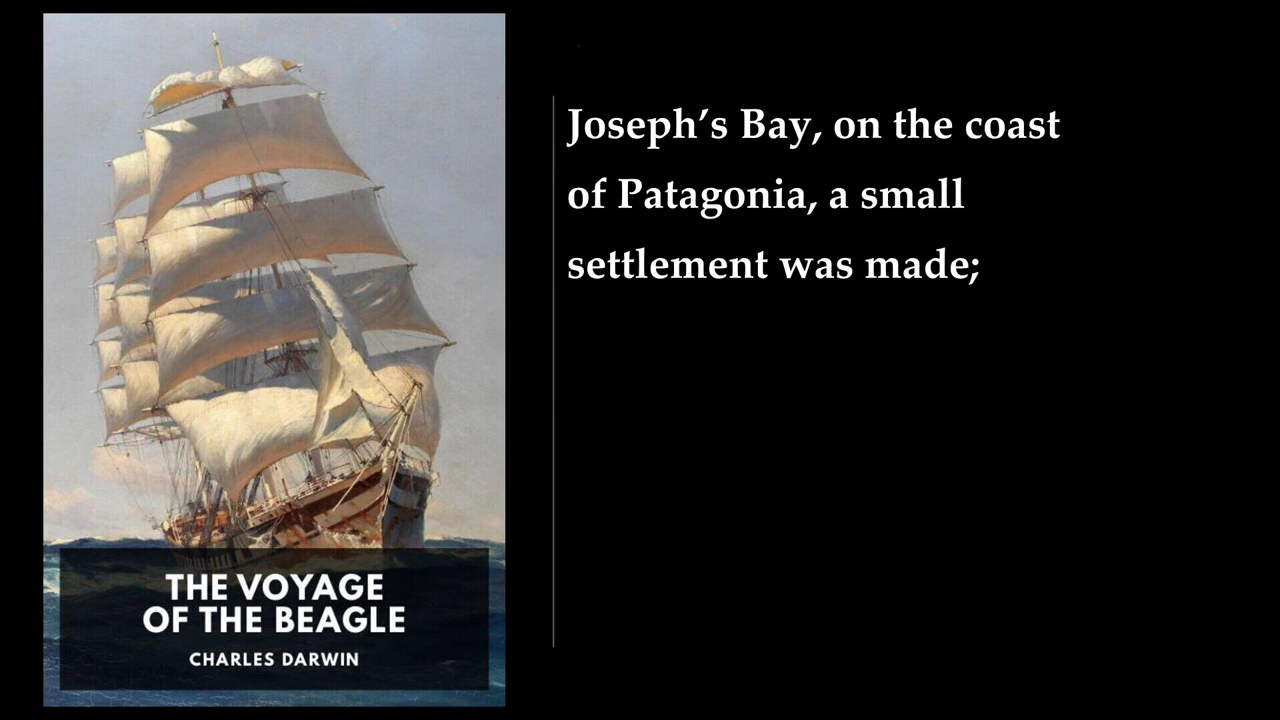 THE VOYAGE
OF THE BEAGLE
CHARLES DARWIN
Joseph’s Bay, on the coast
of Patagonia, a small
settlement was made;